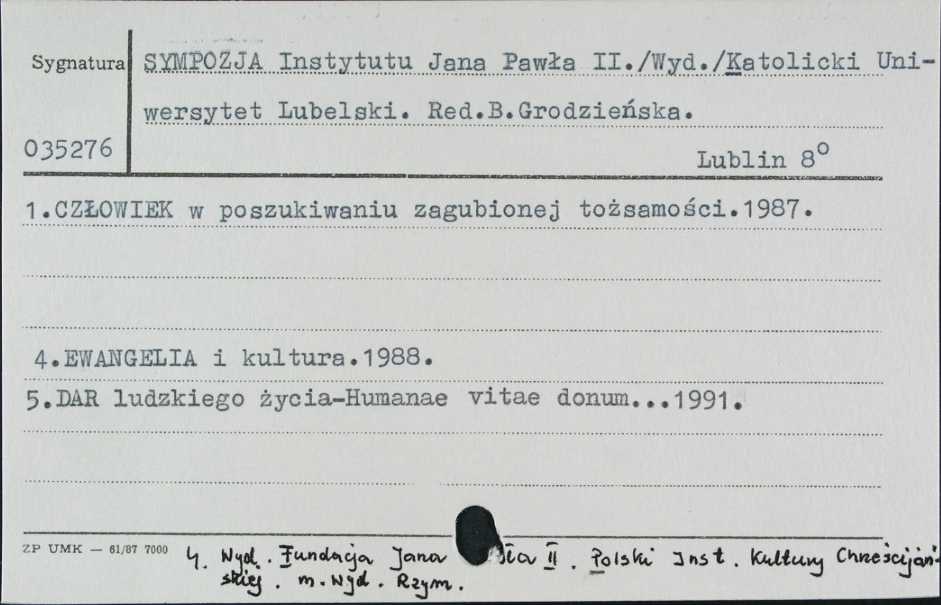 Sygnatura
SYMPOZJA Instytutu Jana Pawła II./Wyd./Katolicki Uni-
wersytet Lubelski. Red.B.Grodzieńska.
035276
Lublin 8°
1.CZŁOWIEK w poszukiwaniu zagubionej tożsamości.1987.
4.EWANGELIA i kultura.1988.
5.DAR ludzkiego życia-Humanae vitae donum...1991.
ZP UMK — 61/87 7000
4. Wyd. Fundacja Jana ła II. Polski Inst. Kultury Chrześcijań-
skiej. m.wyd. Rzym.